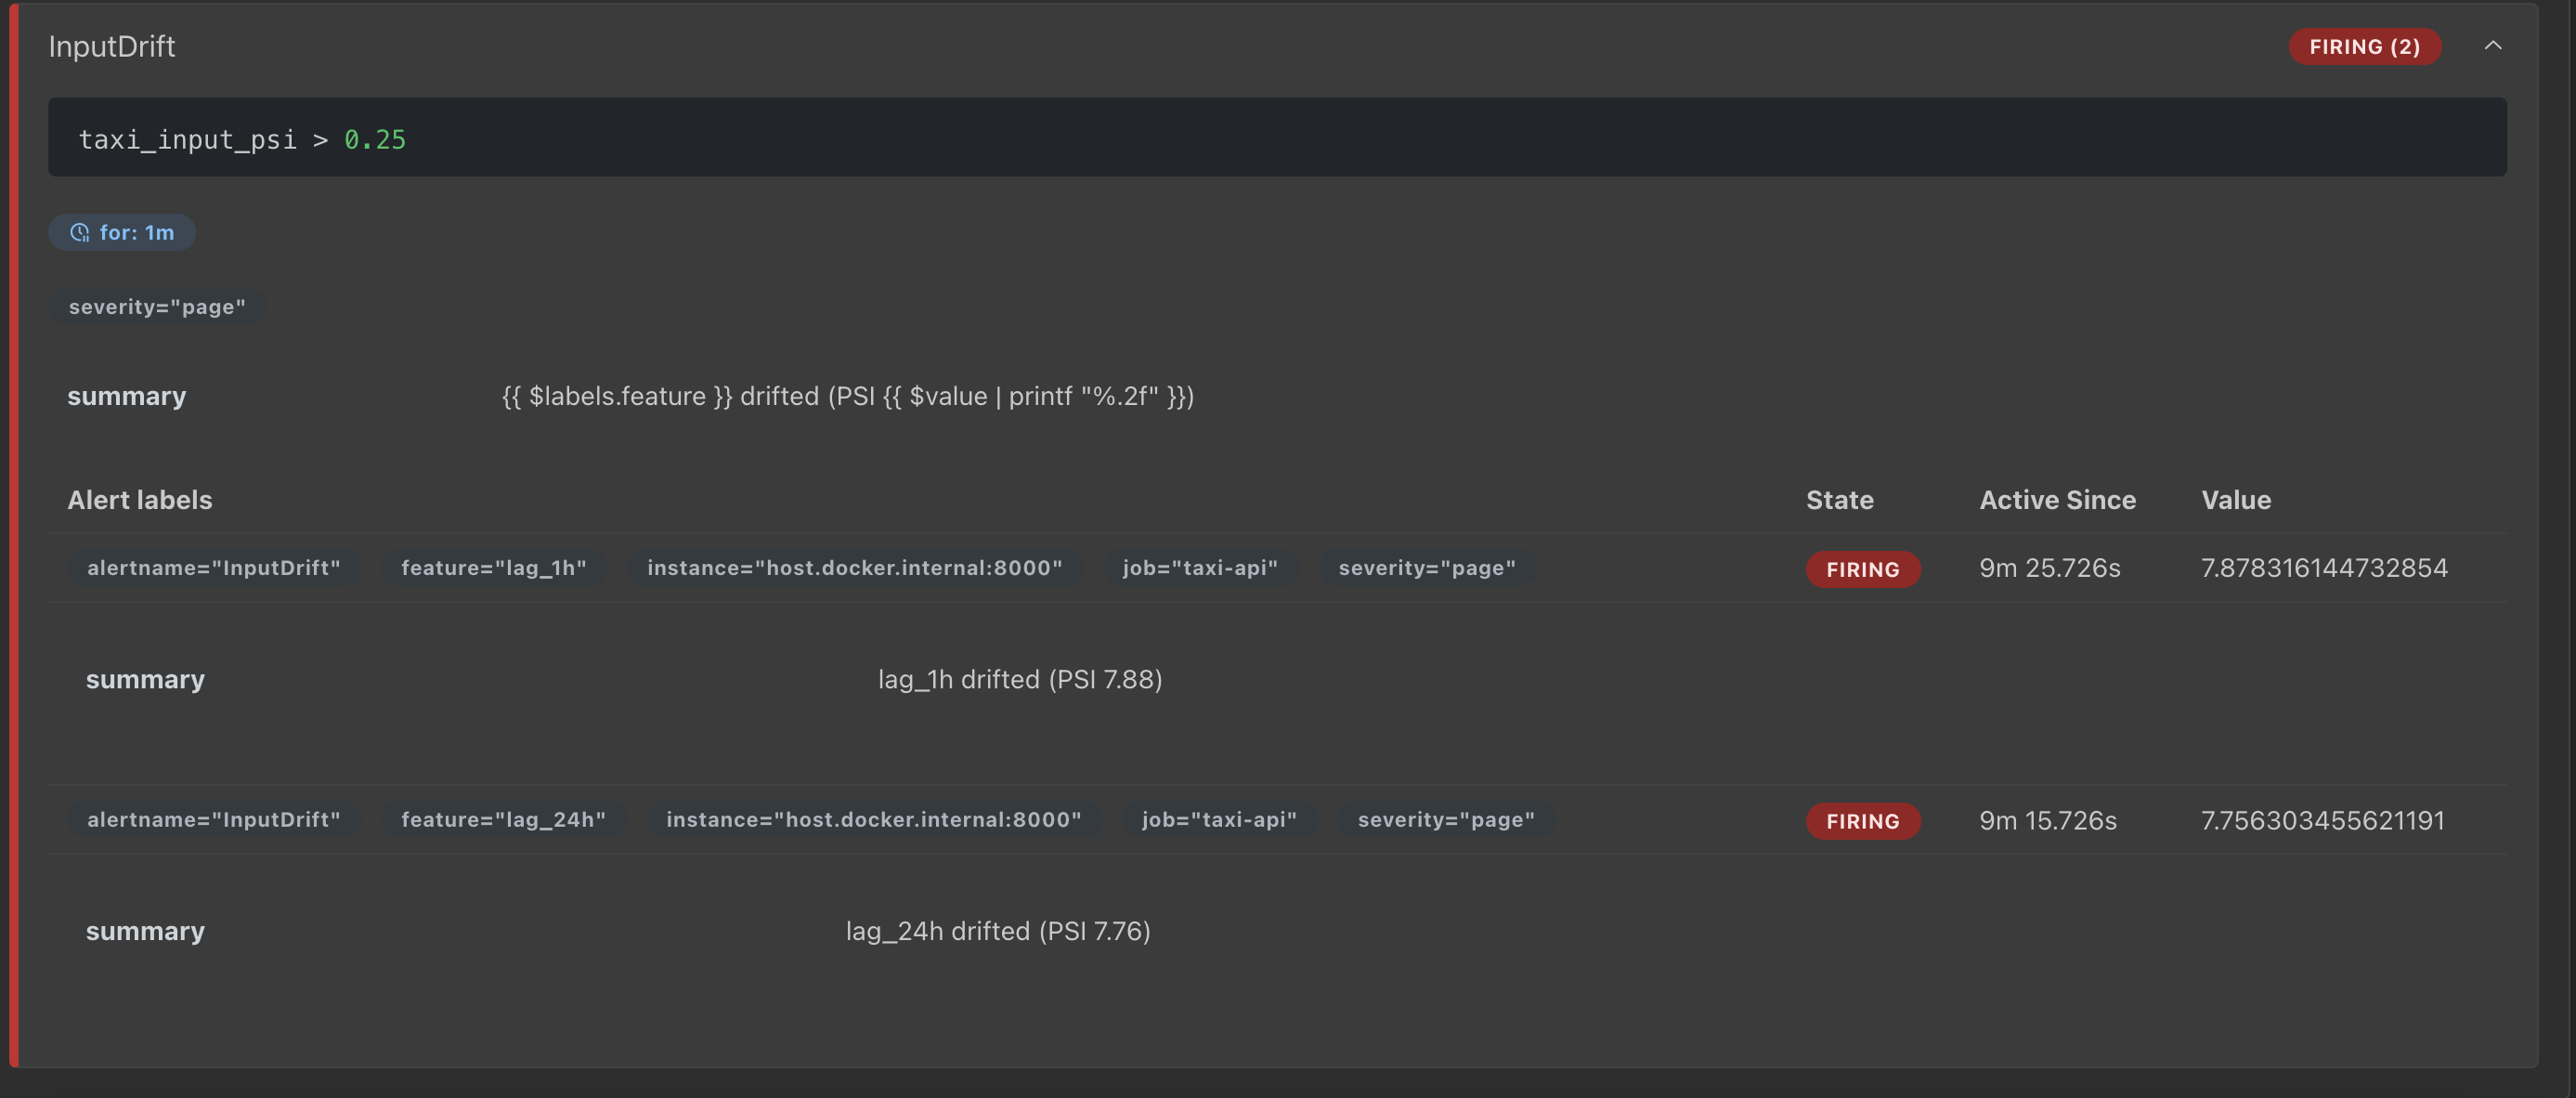 InputDrift FIRING (2)
taxi_input_psi > 0.25
for: 1m
severity="page"
summary {{ $labels.feature }} drifted (PSI {{ $value | printf "%.2f" }})
Alert labels State Active Since Value
alertname="InputDrift" feature="lag_1h" instance="host.docker.internal:8000" job="taxi-api" severity="page" FIRING 9m 25.726s 7.878316144732854
summary lag_1h drifted (PSI 7.88)
alertname="InputDrift" feature="lag_24h" instance="host.docker.internal:8000" job="taxi-api" severity="page" FIRING 9m 15.726s 7.756303455621191
summary lag_24h drifted (PSI 7.76)